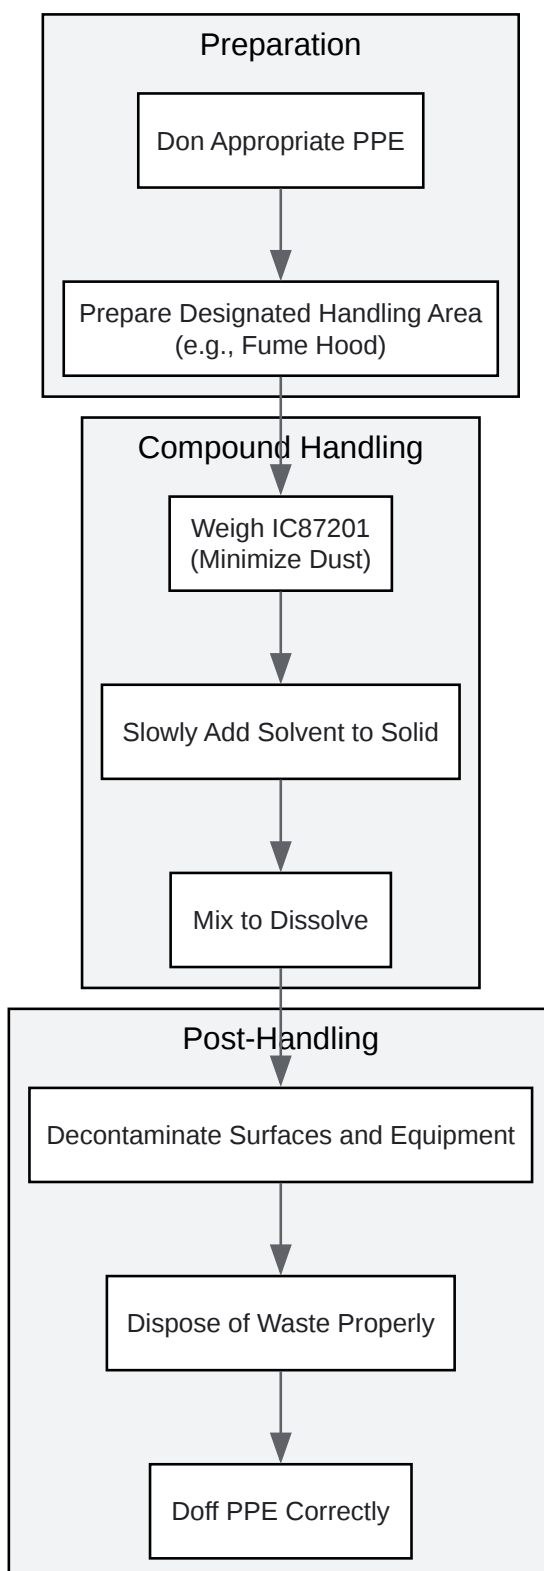 Preparation
Don Appropriate PPE
Prepare Designated Handling Area
(e.g., Fume Hood)
Compound Handling
Weigh IC87201
(Minimize Dust)
Slowly Add Solvent to Solid
Mix to Dissolve
Post-Handling
Decontaminate Surfaces and Equipment
Dispose of Waste Properly
Doff PPE Correctly